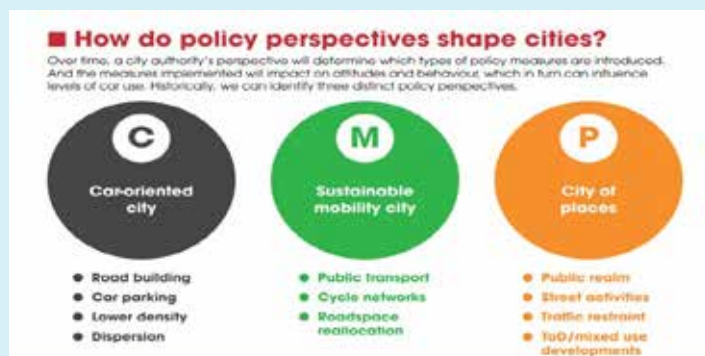 How do policy perspectives shape cities?
Over time, a city authority's perspective will determine which types of policy measures are introduced.
And the measures implemented will impact on attitudes and behaviour, which in turn can influence
levels of car use. Historically, we can identify three distinct policy perspectives.
C
Car-oriented
city
Road building
Car parking
Lower density
Dispersion
M
Sustainable
mobility city
Public transport
Cycle networks
Roadspace
reallocation
P
City of
places
Public realm
Street activities
Traffic restraint
ToD/mixed use
developments